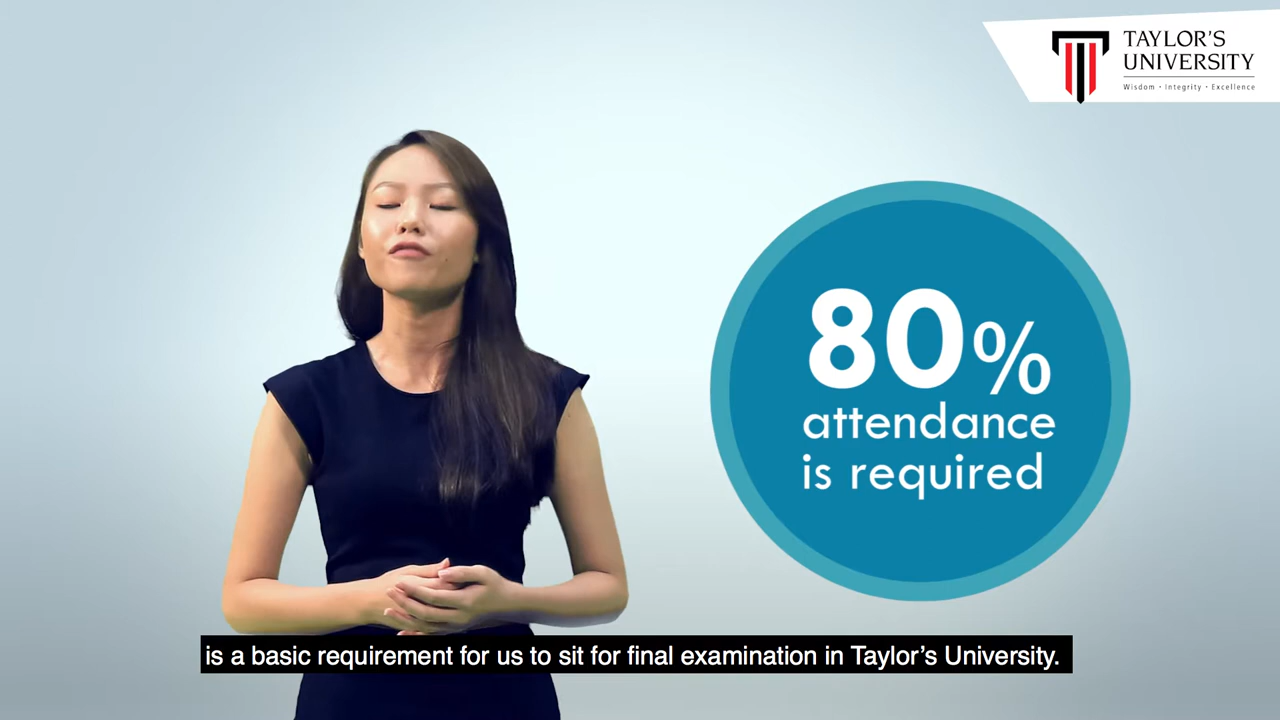 TAYLOR'S
UNIVERSITY
Wisdom • Integrity • Excellence
80%
attendance
is required
is a basic requirement for us to sit for final examination in Taylor's University.